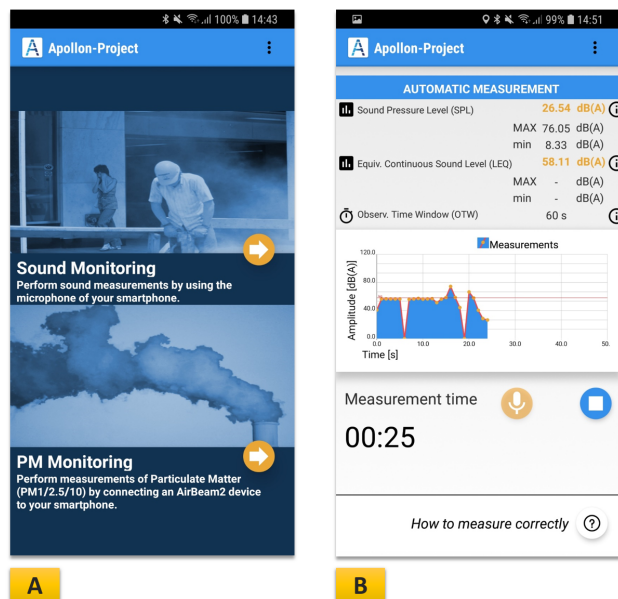 100% 14:43
Apollon-Project
Sound Monitoring
Perform sound measurements by using the
microphone of your smartphone.
PM Monitoring
Perform measurements of Particulate Matter
(PM1/2.5/10) by connecting an AirBeam2 device
to your smartphone.
A
99% 14:51
Apollon-Project
AUTOMATIC MEASUREMENT
Sound Pressure Level (SPL) 26.54 dB(A) i
MAX 76.05 dB(A)
min 8.33 dB(A)
Equiv. Continuous Sound Level (LEQ) 58.11 dB(A) i
MAX - dB(A)
min - dB(A)
Observ. Time Window (OTW) 60 s i
Measurements
Amplitude [dB(A)]
120.0
80.0
40.0
0.0
0.0 10.0 20.0 30.0 40.0 50.
Time [s]
Measurement time
00:25
How to measure correctly ?
B